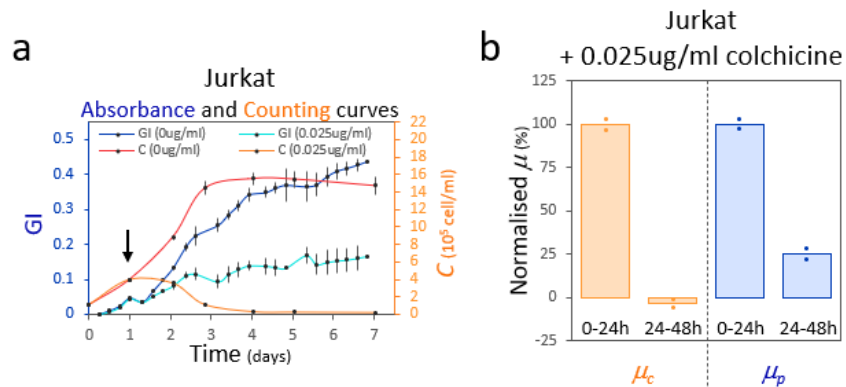 a
Jurkat
Absorbance and Counting curves
GI (0ug/ml)
GI (0.025ug/ml)
C (0ug/ml)
C (0.025ug/ml)
GI
0.5
0.4
0.3
0.2
0.1
0
C (10⁵ cell/ml)
22
20
18
16
14
12
10
8
6
4
2
0
0 1 2 3 4 5 6 7
Time (days)
b
Jurkat
+ 0.025ug/ml colchicine
Normalised μ (%)
125
100
75
50
25
0
-25
0-24h 24-48h 0-24h 24-48h
μc μp